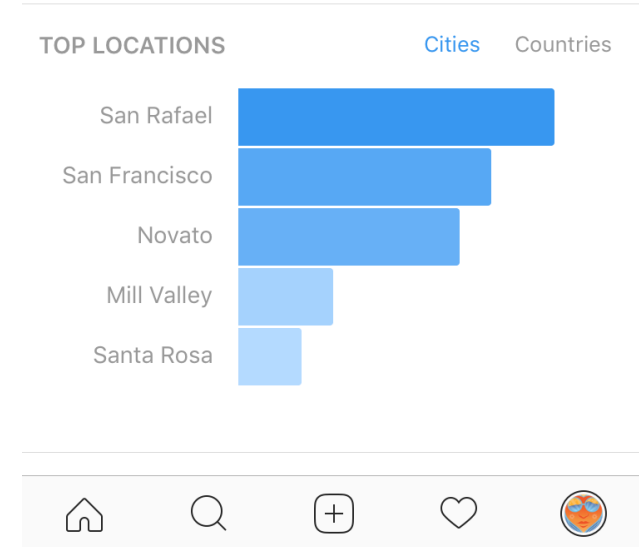 TOP LOCATIONS Cities Countries
San Rafael
San Francisco
Novato
Mill Valley
Santa Rosa